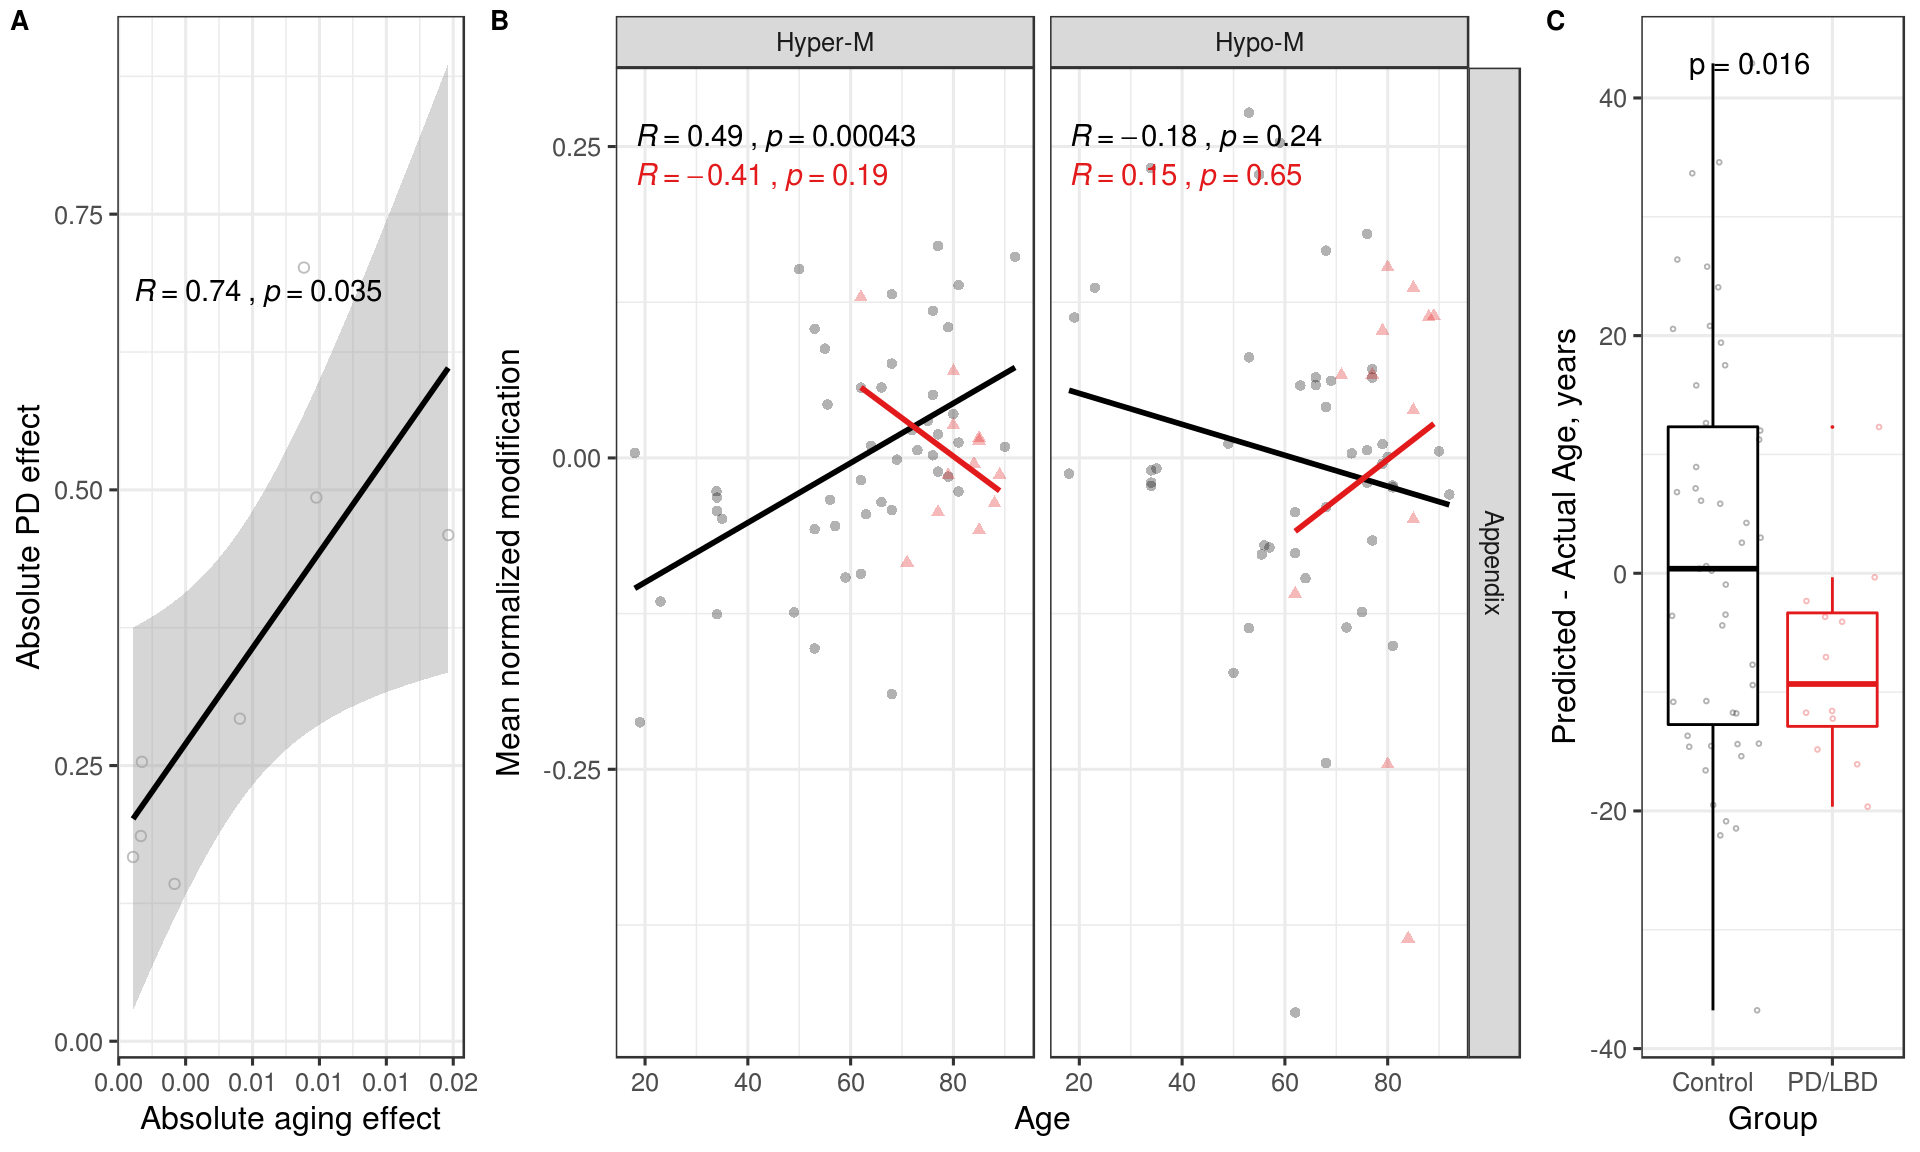 A
Absolute PD effect
0.75
0.50
0.25
0.00
R = 0.74 , p = 0.035
0.00 0.00 0.01 0.01 0.01 0.02
Absolute aging effect
B
Hyper-M Hypo-M
Mean normalized modification
0.25
0.00
-0.25
R = 0.49 , p = 0.00043
R = −0.41 , p = 0.19
R = −0.18 , p = 0.24
R = 0.15 , p = 0.65
Appendix
20 40 60 80 20 40 60 80
Age
C
Predicted - Actual Age, years
40
20
0
-20
-40
p = 0.016
Control PD/LBD
Group